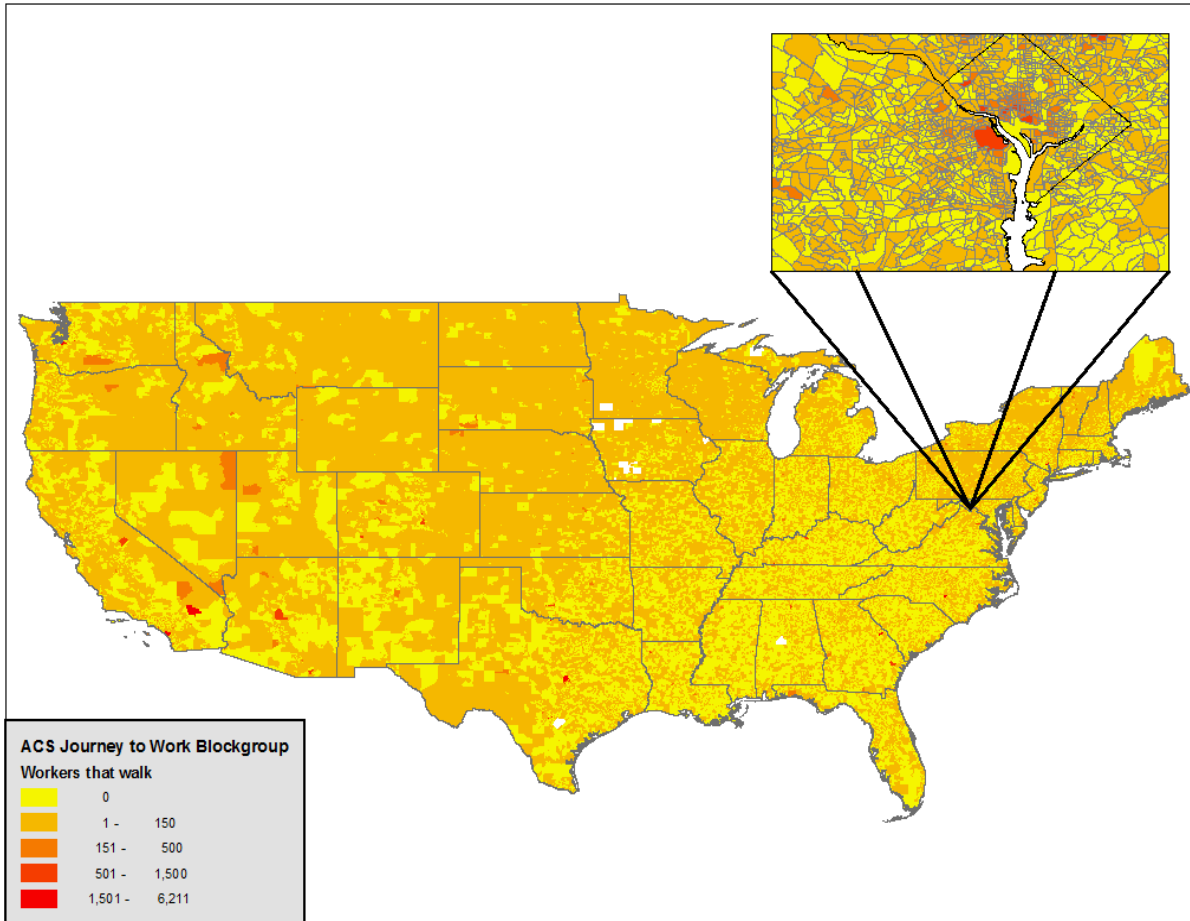 ACS Journey to Work Blockgroup
Workers that walk
0
1 - 150
151 - 500
501 - 1,500
1,501 - 6,211